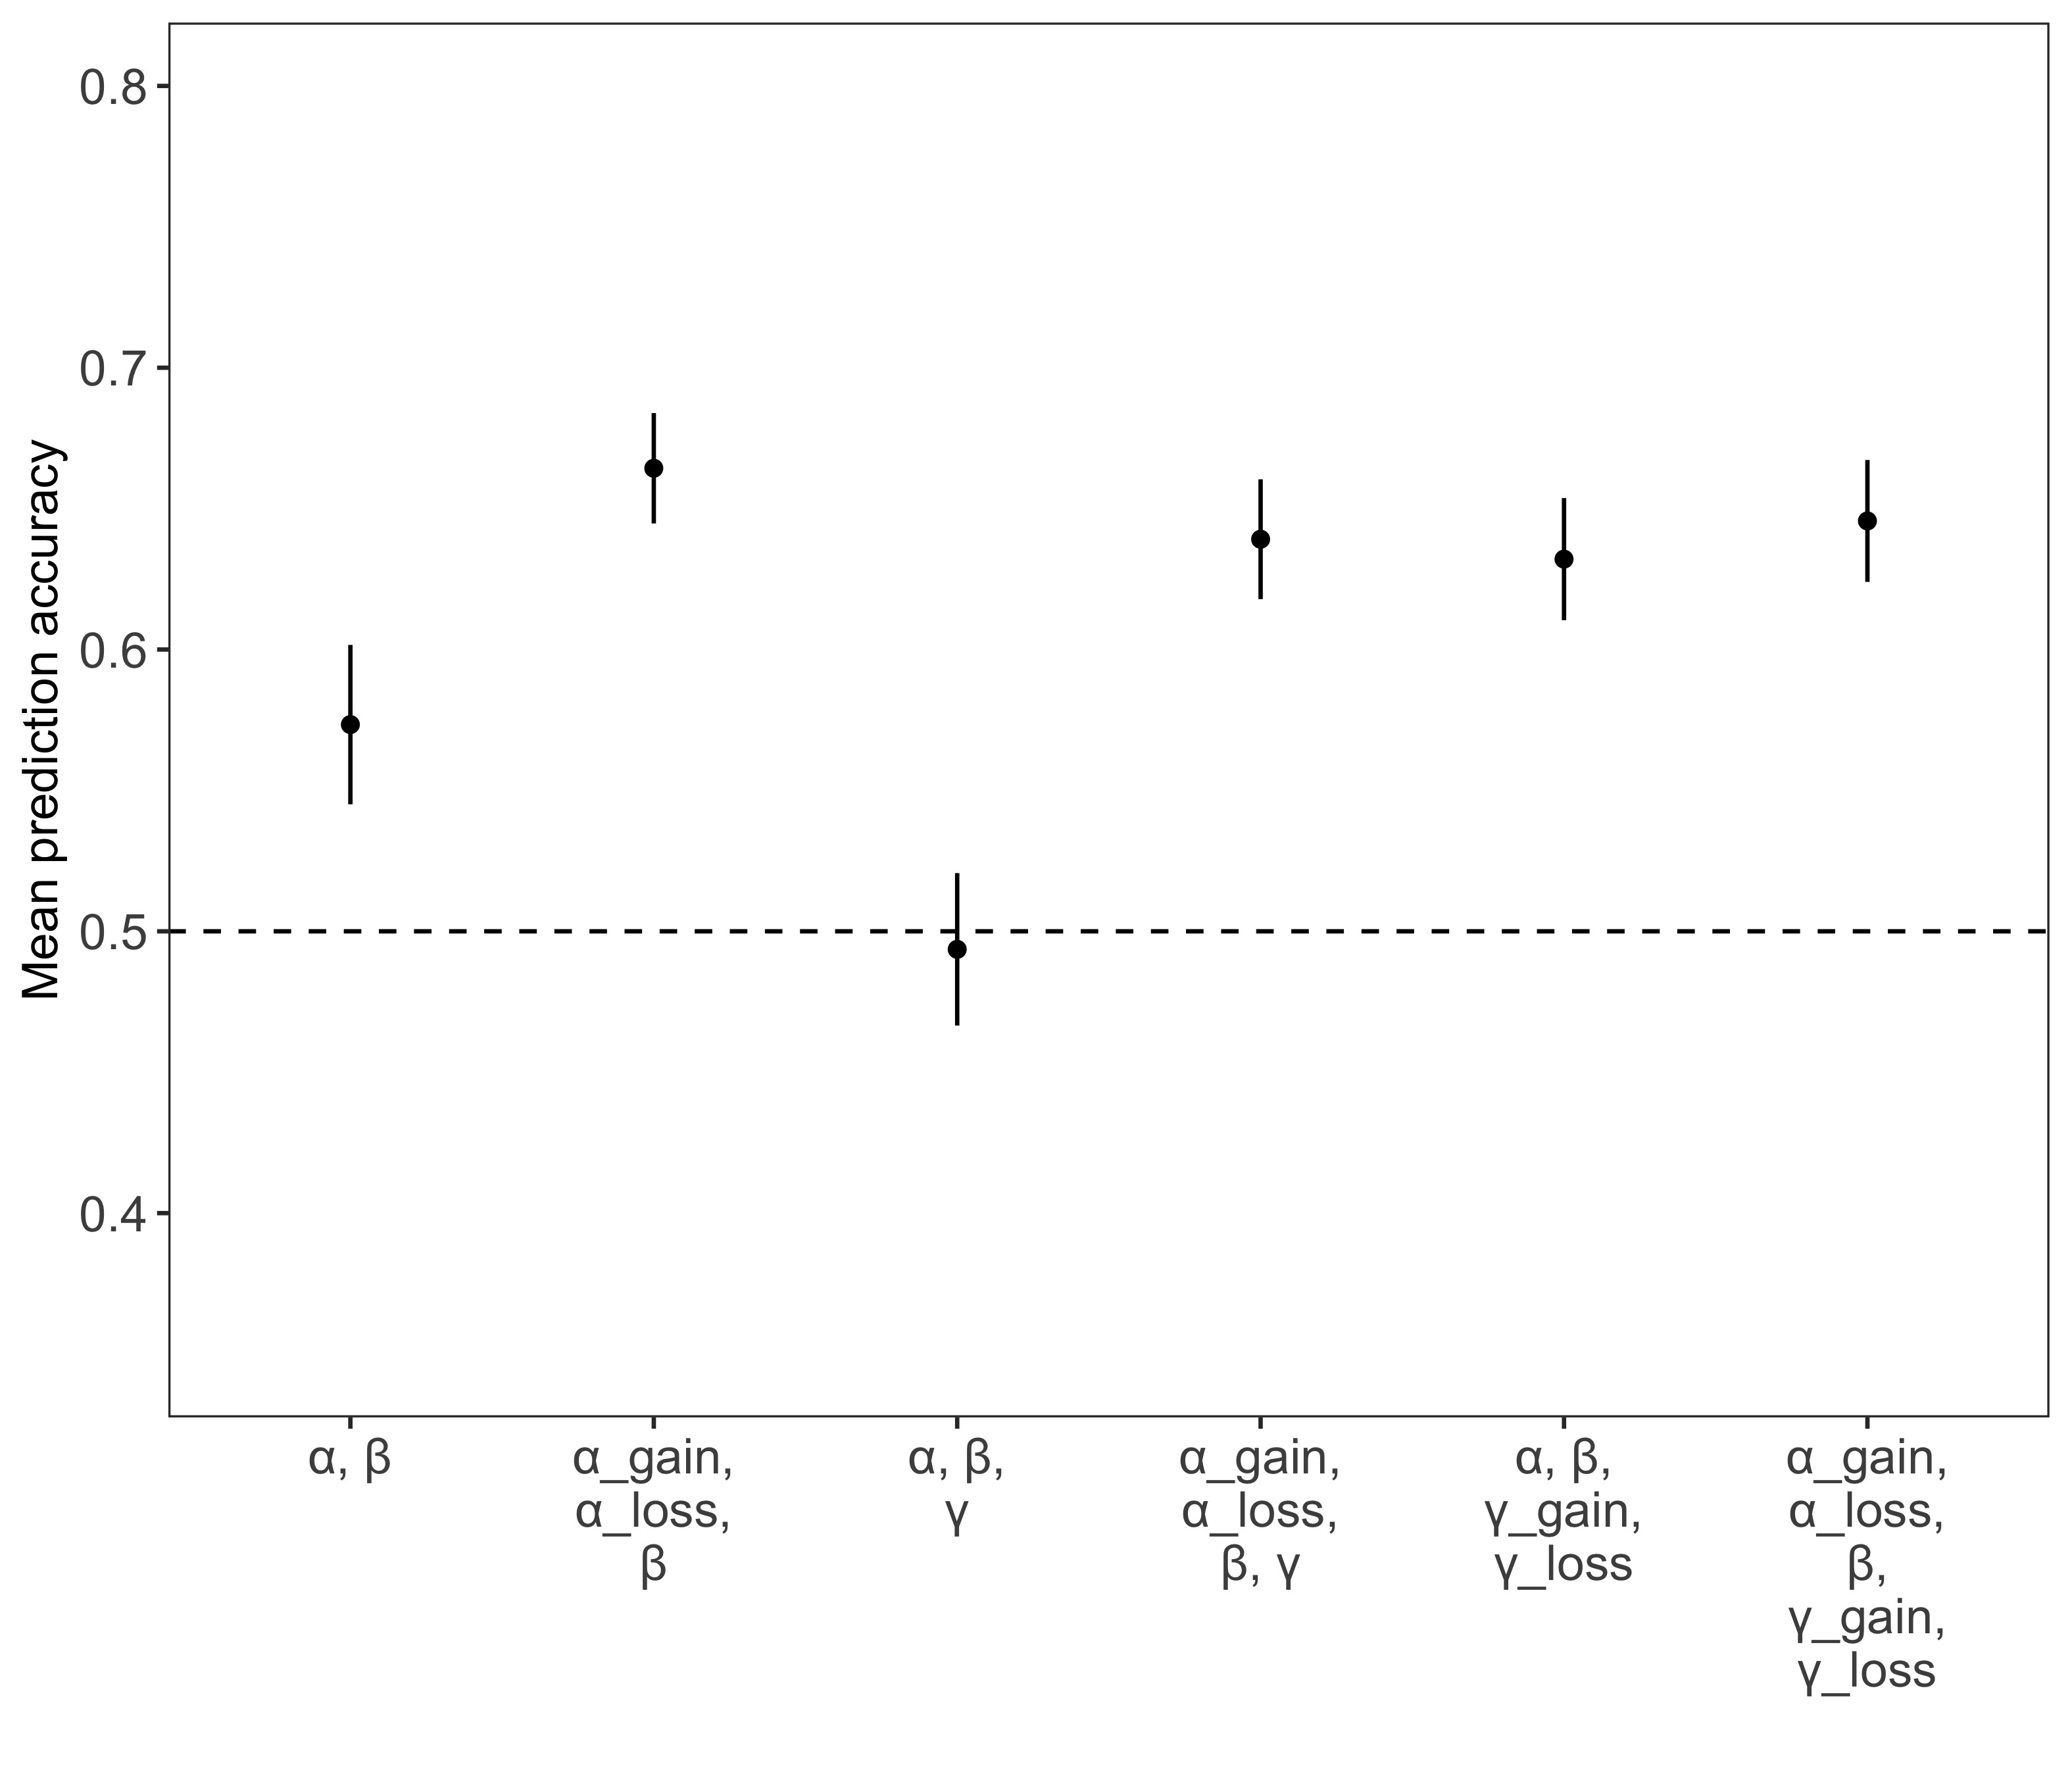 Mean prediction accuracy
0.8
0.7
0.6
0.5
0.4
α, β
α_gain,
α_loss,
β
α, β,
γ
α_gain,
α_loss,
β, γ
α, β,
γ_gain,
γ_loss
α_gain,
α_loss,
β,
γ_gain,
γ_loss